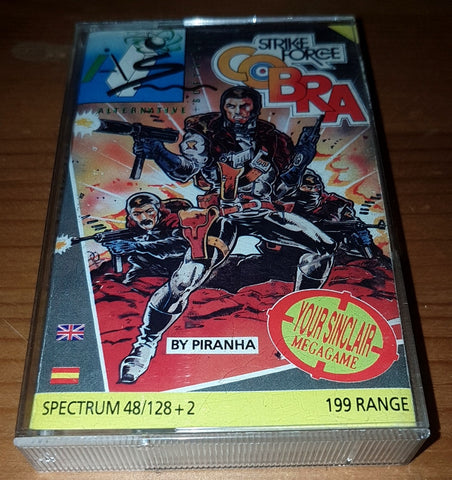 STRIKE
FORCE
COBRA
ALTERNATIVE
BY PIRANHA
YOUR SINCLAIR
MEGAGAME
SPECTRUM 48/128+2
199 RANGE